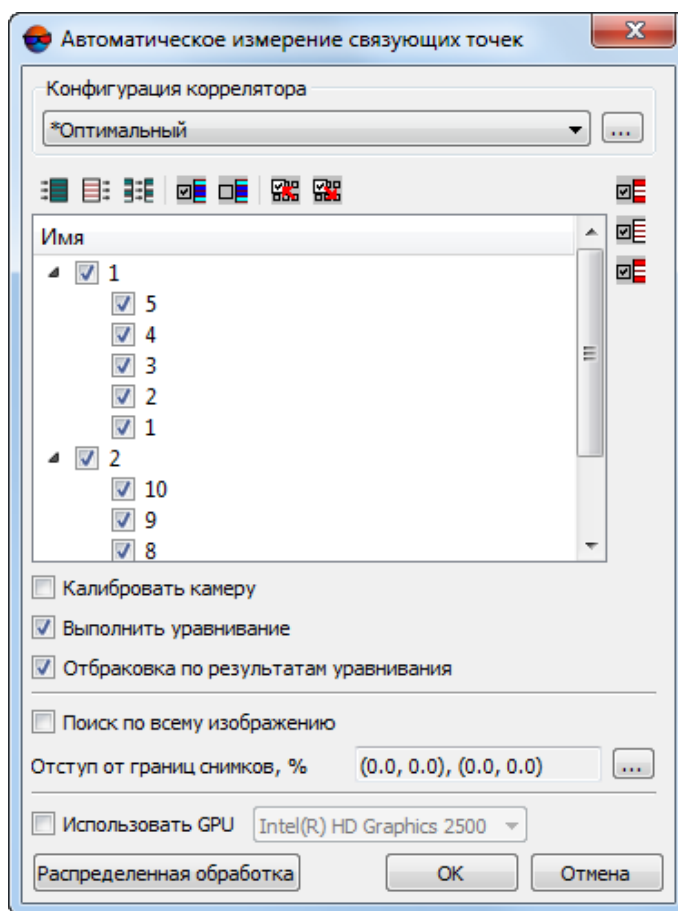 Автоматическое измерение связующих точек
Конфигурация коррелятора
*Оптимальный
...
Имя
1
5
4
3
2
1
2
10
9
8
Калибровать камеру
Выполнить уравнивание
Отбраковка по результатам уравнивания
Поиск по всему изображению
Отступ от границ снимков, % (0.0, 0.0), (0.0, 0.0) ...
Использовать GPU Intel(R) HD Graphics 2500
Распределенная обработка OK Отмена